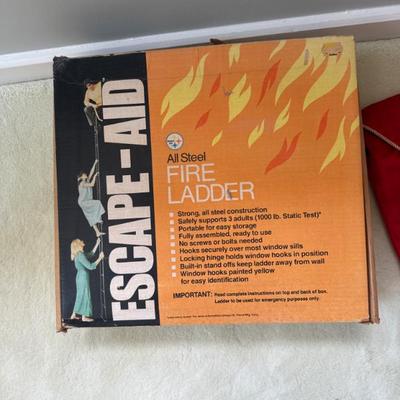 ESCAPE-AID
All Steel
FIRE
LADDER
Strong, all steel construction
Safely supports 3 adults (1000 lb. Static Test)*
Portable for easy storage
Fully assembled, ready to use
No screws or bolts needed
Hooks securely over most window sills
Locking hinge holds window hooks in position
Built-in stand offs keep ladder away from wall
Window hooks painted yellow
for easy identification
IMPORTANT: Read complete instructions on top and back of box.
Ladder to be used for emergency purposes only.